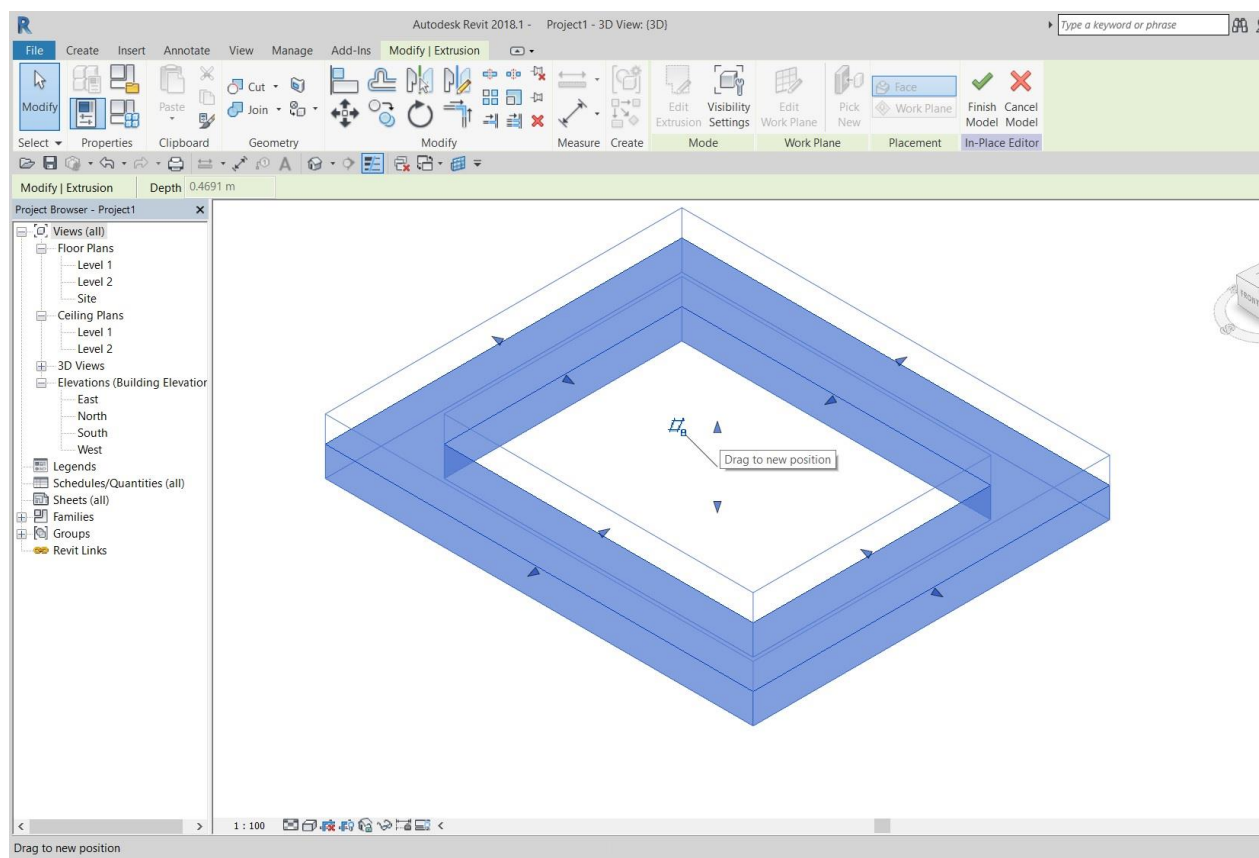 R
Autodesk Revit 2018.1 - Project1 - 3D View: {3D}
Type a keyword or phrase
File Create Insert Annotate View Manage Add-Ins Modify | Extrusion
Modify Paste Cut Join Edit Extrusion Visibility Settings Edit Work Plane Pick New Face Work Plane Finish Model Cancel Model
Select Properties Clipboard Geometry Modify Measure Create Mode Work Plane Placement In-Place Editor
A
Modify | Extrusion Depth 0.4691 m
Project Browser - Project1
Views (all)
Floor Plans
Level 1
Level 2
Site
Ceiling Plans
Level 1
Level 2
3D Views
Elevations (Building Elevation
East
North
South
West
Legends
Schedules/Quantities (all)
Sheets (all)
Families
Groups
Revit Links
FRONT
Drag to new position
1 : 100
Drag to new position